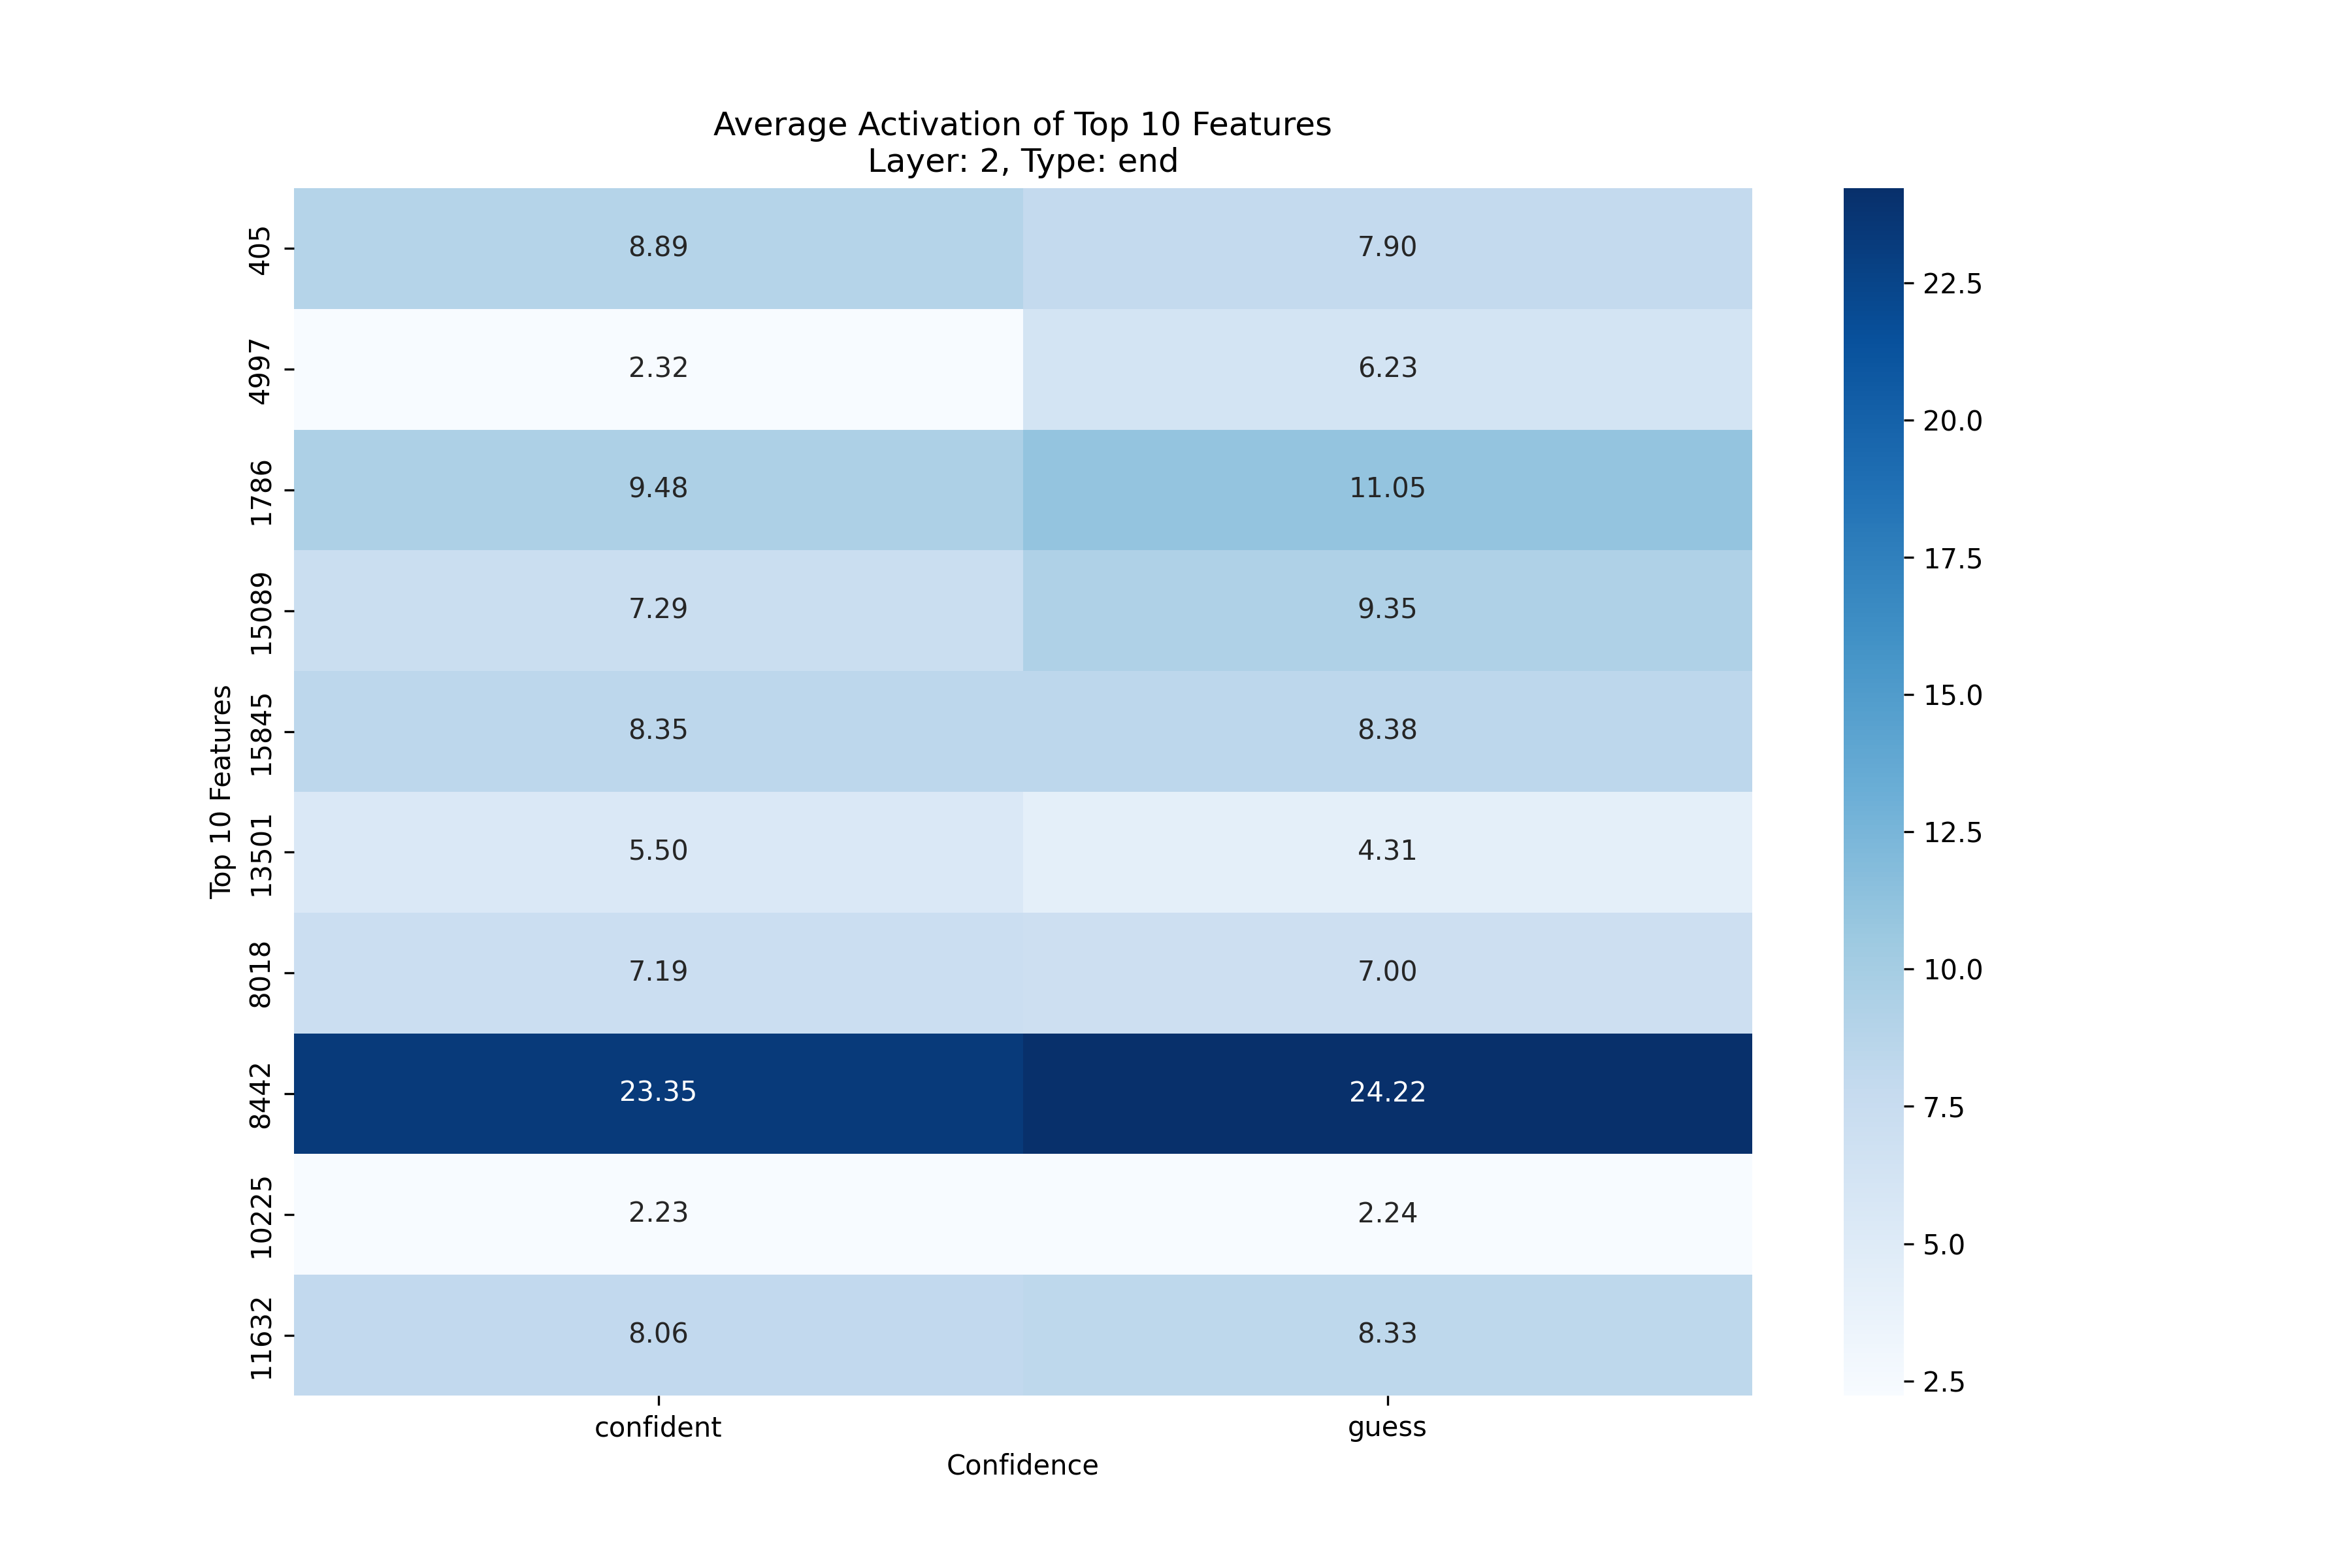 Average Activation of Top 10 Features
Layer: 2, Type: end
Top 10 Features
405 8.89 7.90
4997 2.32 6.23
1786 9.48 11.05
15089 7.29 9.35
15845 8.35 8.38
13501 5.50 4.31
8018 7.19 7.00
8442 23.35 24.22
10225 2.23 2.24
11632 8.06 8.33
confident guess
Confidence
22.5
20.0
17.5
15.0
12.5
10.0
7.5
5.0
2.5